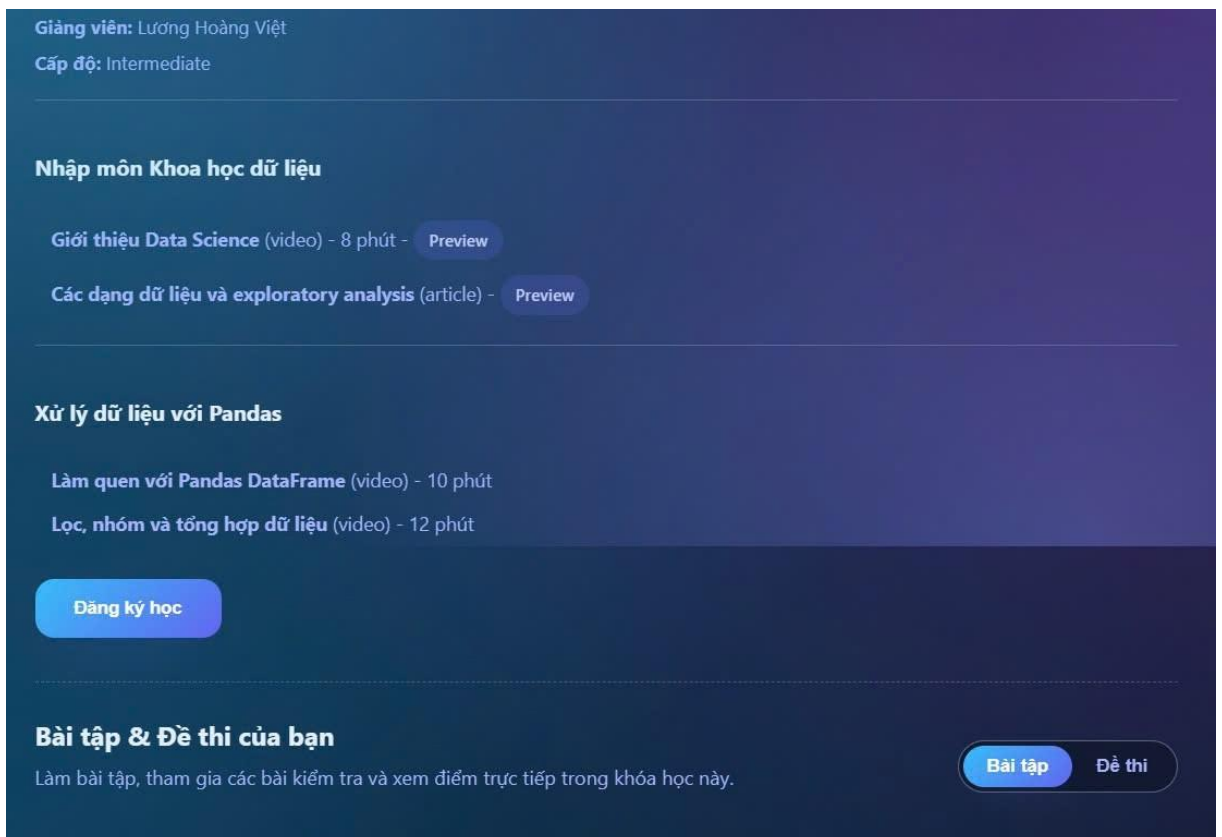 Giảng viên: Lương Hoàng Việt
Cấp độ: Intermediate
Nhập môn Khoa học dữ liệu
Giới thiệu Data Science (video) - 8 phút - Preview
Các dạng dữ liệu và exploratory analysis (article) - Preview
Xử lý dữ liệu với Pandas
Làm quen với Pandas DataFrame (video) - 10 phút
Lọc, nhóm và tổng hợp dữ liệu (video) - 12 phút
Đăng ký học
Bài tập & Đề thi của bạn
Làm bài tập, tham gia các bài kiểm tra và xem điểm trực tiếp trong khóa học này.
Bài tập Đề thi